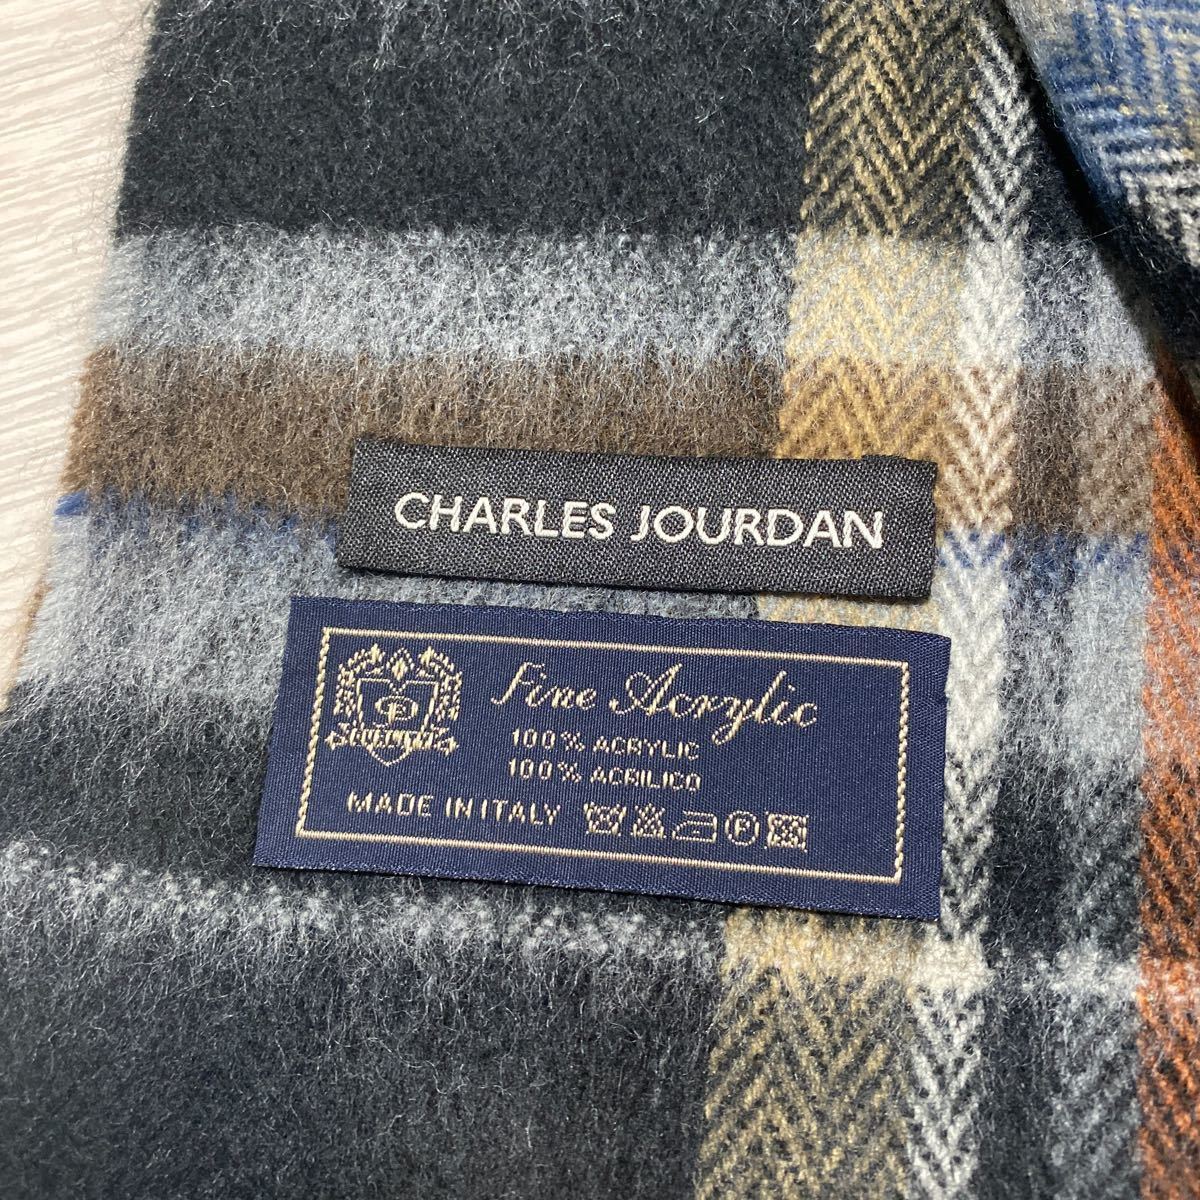 CHARLES JOURDAN
Fine Acrylic
100% ACRYLIC
100% ACRILICO
MADE IN ITALY
P